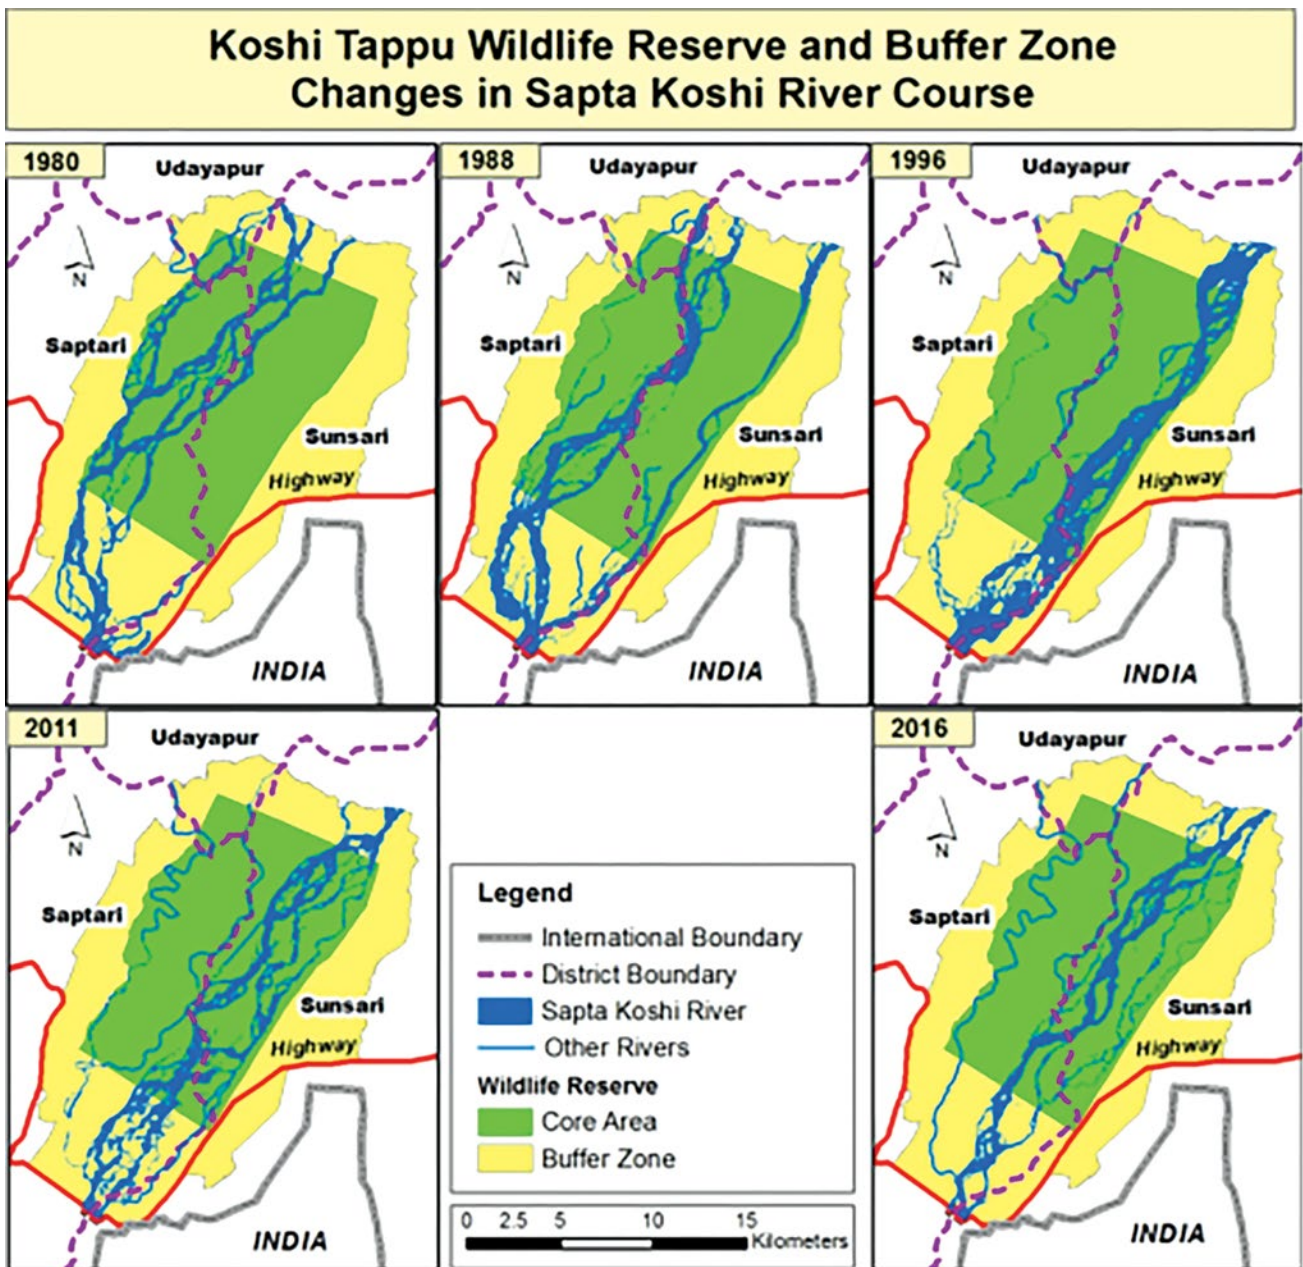 Koshi Tappu Wildlife Reserve and Buffer Zone
Changes in Sapta Koshi River Course
1980
Udayapur
N
Saptari
Sunsari
Highway
INDIA
1988
Udayapur
N
Saptari
Sunsari
Highway
INDIA
1996
Udayapur
N
Saptari
Sunsari
Highway
INDIA
2011
Udayapur
N
Saptari
Sunsari
Highway
INDIA
Legend
International Boundary
District Boundary
Sapta Koshi River
Other Rivers
Wildlife Reserve
Core Area
Buffer Zone
0 2.5 5 10 15
Kilometers
2016
Udayapur
N
Saptari
Sunsari
Highway
INDIA